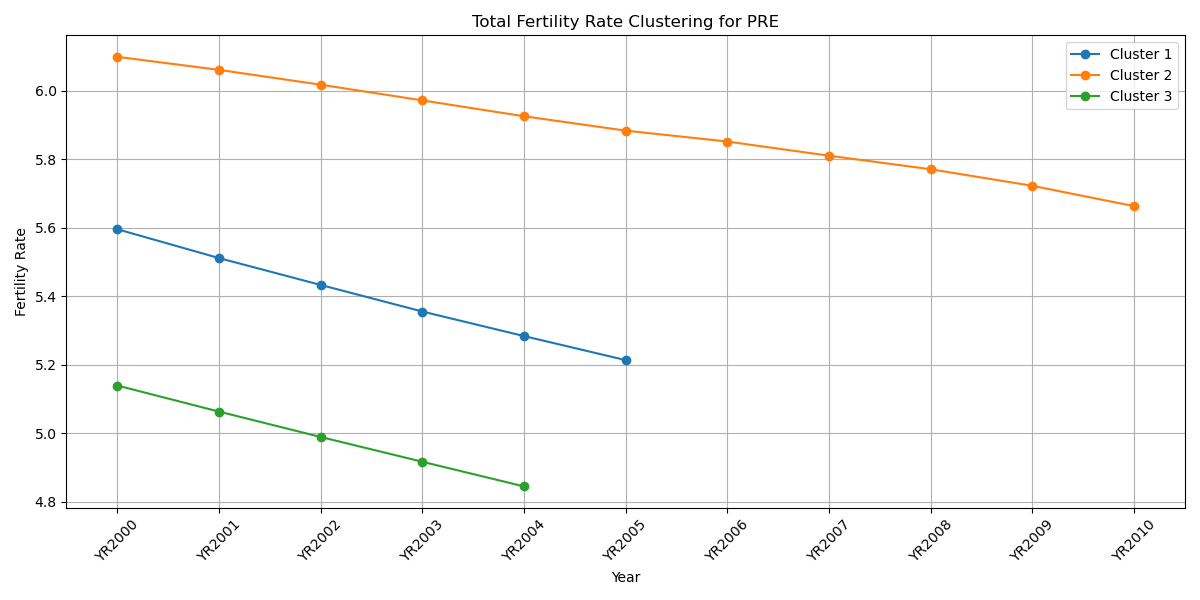 Total Fertility Rate Clustering for PRE
Cluster 1
Cluster 2
Cluster 3
Fertility Rate
6.0
5.8
5.6
5.4
5.2
5.0
4.8
YR2000
YR2001
YR2002
YR2003
YR2004
YR2005
YR2006
YR2007
YR2008
YR2009
YR2010
Year